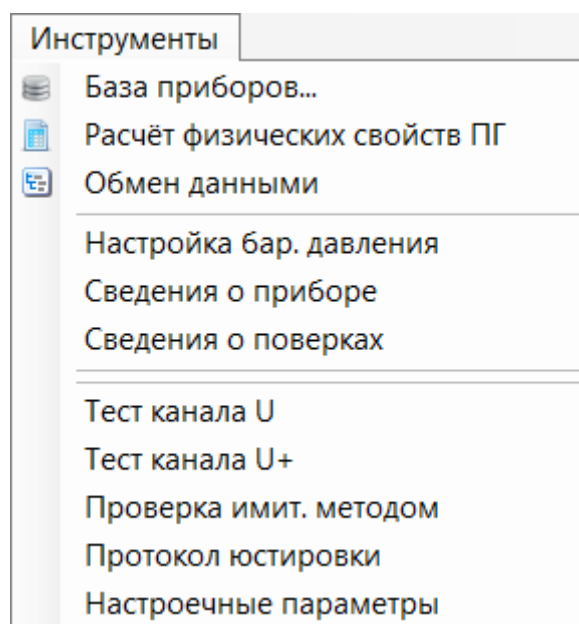 Инструменты
База приборов...
Расчёт физических свойств ПГ
Обмен данными
Настройка бар. давления
Сведения о приборе
Сведения о поверках
Тест канала U
Тест канала U+
Проверка имит. методом
Протокол юстировки
Настроечные параметры